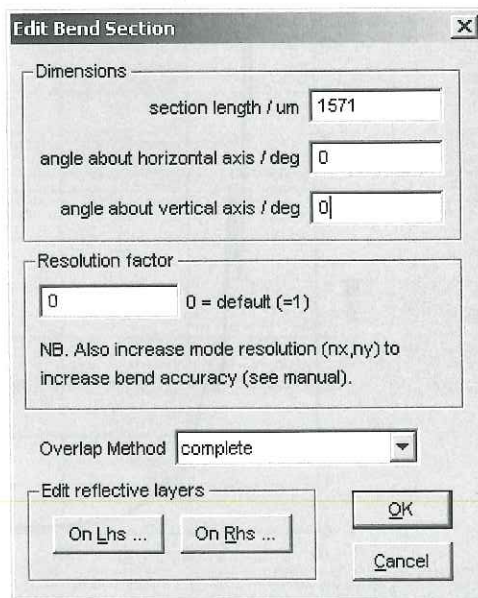 Edit Bend Section
Dimensions
section length / um 1571
angle about horizontal axis / deg 0
angle about vertical axis / deg 0
Resolution factor
0 0 = default (=1)
NB. Also increase mode resolution (nx,ny) to
increase bend accuracy (see manual).
Overlap Method complete
Edit reflective layers
On Lhs ... On Rhs ...
OK
Cancel